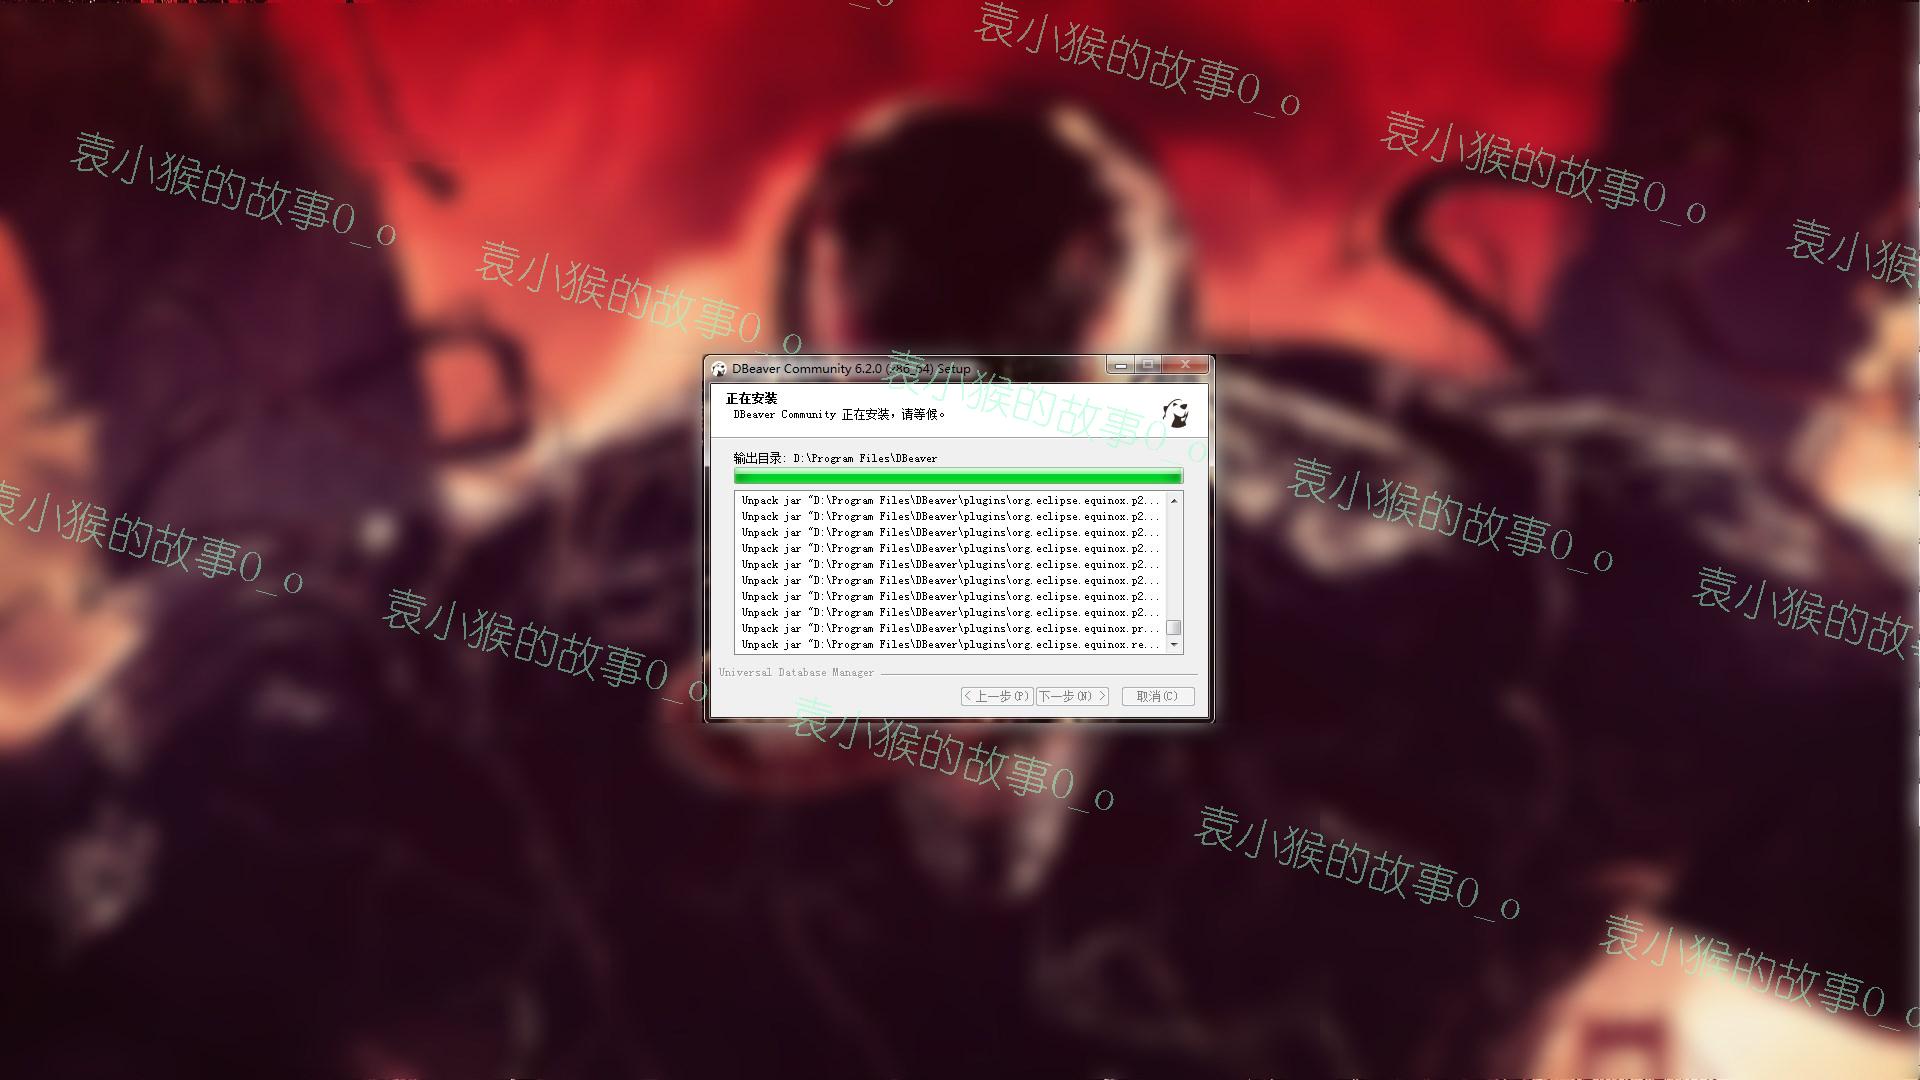 袁小猴的故事0_o
袁小猴的故事0_o
袁小猴的故事0_o
袁小猴的故事0_o
袁小猴
DBeaver Community 6.2.0 (x86_64) Setup
正在安装
DBeaver Community 正在安装，请等候。
袁小猴的故事0_o
输出目录: D:\Program Files\DBeaver
Unpack jar "D:\Program Files\DBeaver\plugins\org.eclipse.equinox.p2...
Unpack jar "D:\Program Files\DBeaver\plugins\org.eclipse.equinox.p2...
Unpack jar "D:\Program Files\DBeaver\plugins\org.eclipse.equinox.p2...
Unpack jar "D:\Program Files\DBeaver\plugins\org.eclipse.equinox.p2...
Unpack jar "D:\Program Files\DBeaver\plugins\org.eclipse.equinox.p2...
Unpack jar "D:\Program Files\DBeaver\plugins\org.eclipse.equinox.p2...
Unpack jar "D:\Program Files\DBeaver\plugins\org.eclipse.equinox.p2...
Unpack jar "D:\Program Files\DBeaver\plugins\org.eclipse.equinox.p2...
Unpack jar "D:\Program Files\DBeaver\plugins\org.eclipse.equinox.pr...
Unpack jar "D:\Program Files\DBeaver\plugins\org.eclipse.equinox.re...
Universal Database Manager
< 上一步(P) 下一步(N) > 取消(C)
袁小猴的故事0_o
袁小猴的故事0_o
袁小猴的故事0_o
袁小猴的故
袁小猴的故事0_o
袁小猴的故事0_o
袁小猴的故事0_o